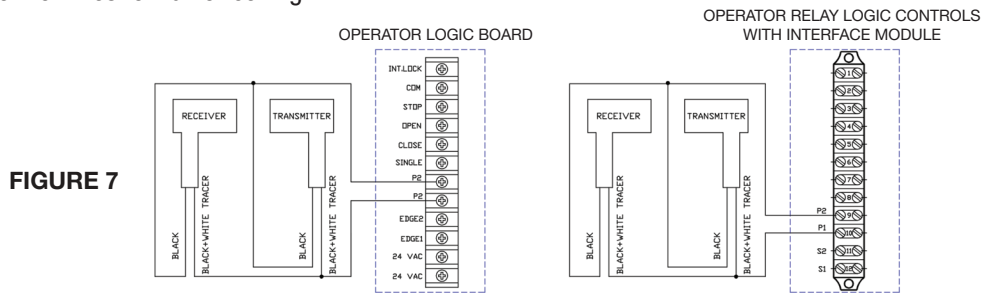 OPERATOR LOGIC BOARD
INT.LOCK
COM
STOP
OPEN
CLOSE
SINGLE
P2
P2
EDGE2
EDGE1
24 VAC
24 VAC
RECEIVER
TRANSMITTER
BLACK
BLACK+WHITE TRACER
BLACK
BLACK+WHITE TRACER
FIGURE 7
OPERATOR RELAY LOGIC CONTROLS
WITH INTERFACE MODULE
1
2
3
4
5
6
7
8
P2 9
P1 10
S2 11
S1 12
RECEIVER
TRANSMITTER
BLACK
BLACK+WHITE TRACER
BLACK
BLACK+WHITE TRACER